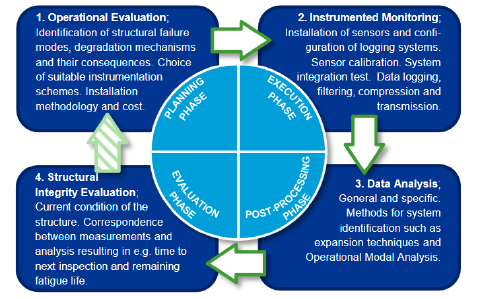 1. Operational Evaluation;
Identification of structural failure
modes, degradation mechanisms
and their consequences. Choice
of suitable instrumentation
schemes. Installation
methodology and cost.
2. Instrumented Monitoring;
Installation of sensors and confi-
guration of logging systems.
Sensor calibration. System
integration test. Data logging,
filtering, compression and
transmission.
PLANNING
PHASE
EXECUTION
PHASE
EVALUATION
PHASE
POST-PROCESSING
PHASE
4. Structural
Integrity Evaluation;
Current condition of the
structure. Correspondence
between measurements and
analysis resulting in e.g. time to
next inspection and remaining
fatigue life.
3. Data Analysis;
General and specific.
Methods for system
identification such as
expansion techniques and
Operational Modal Analysis.